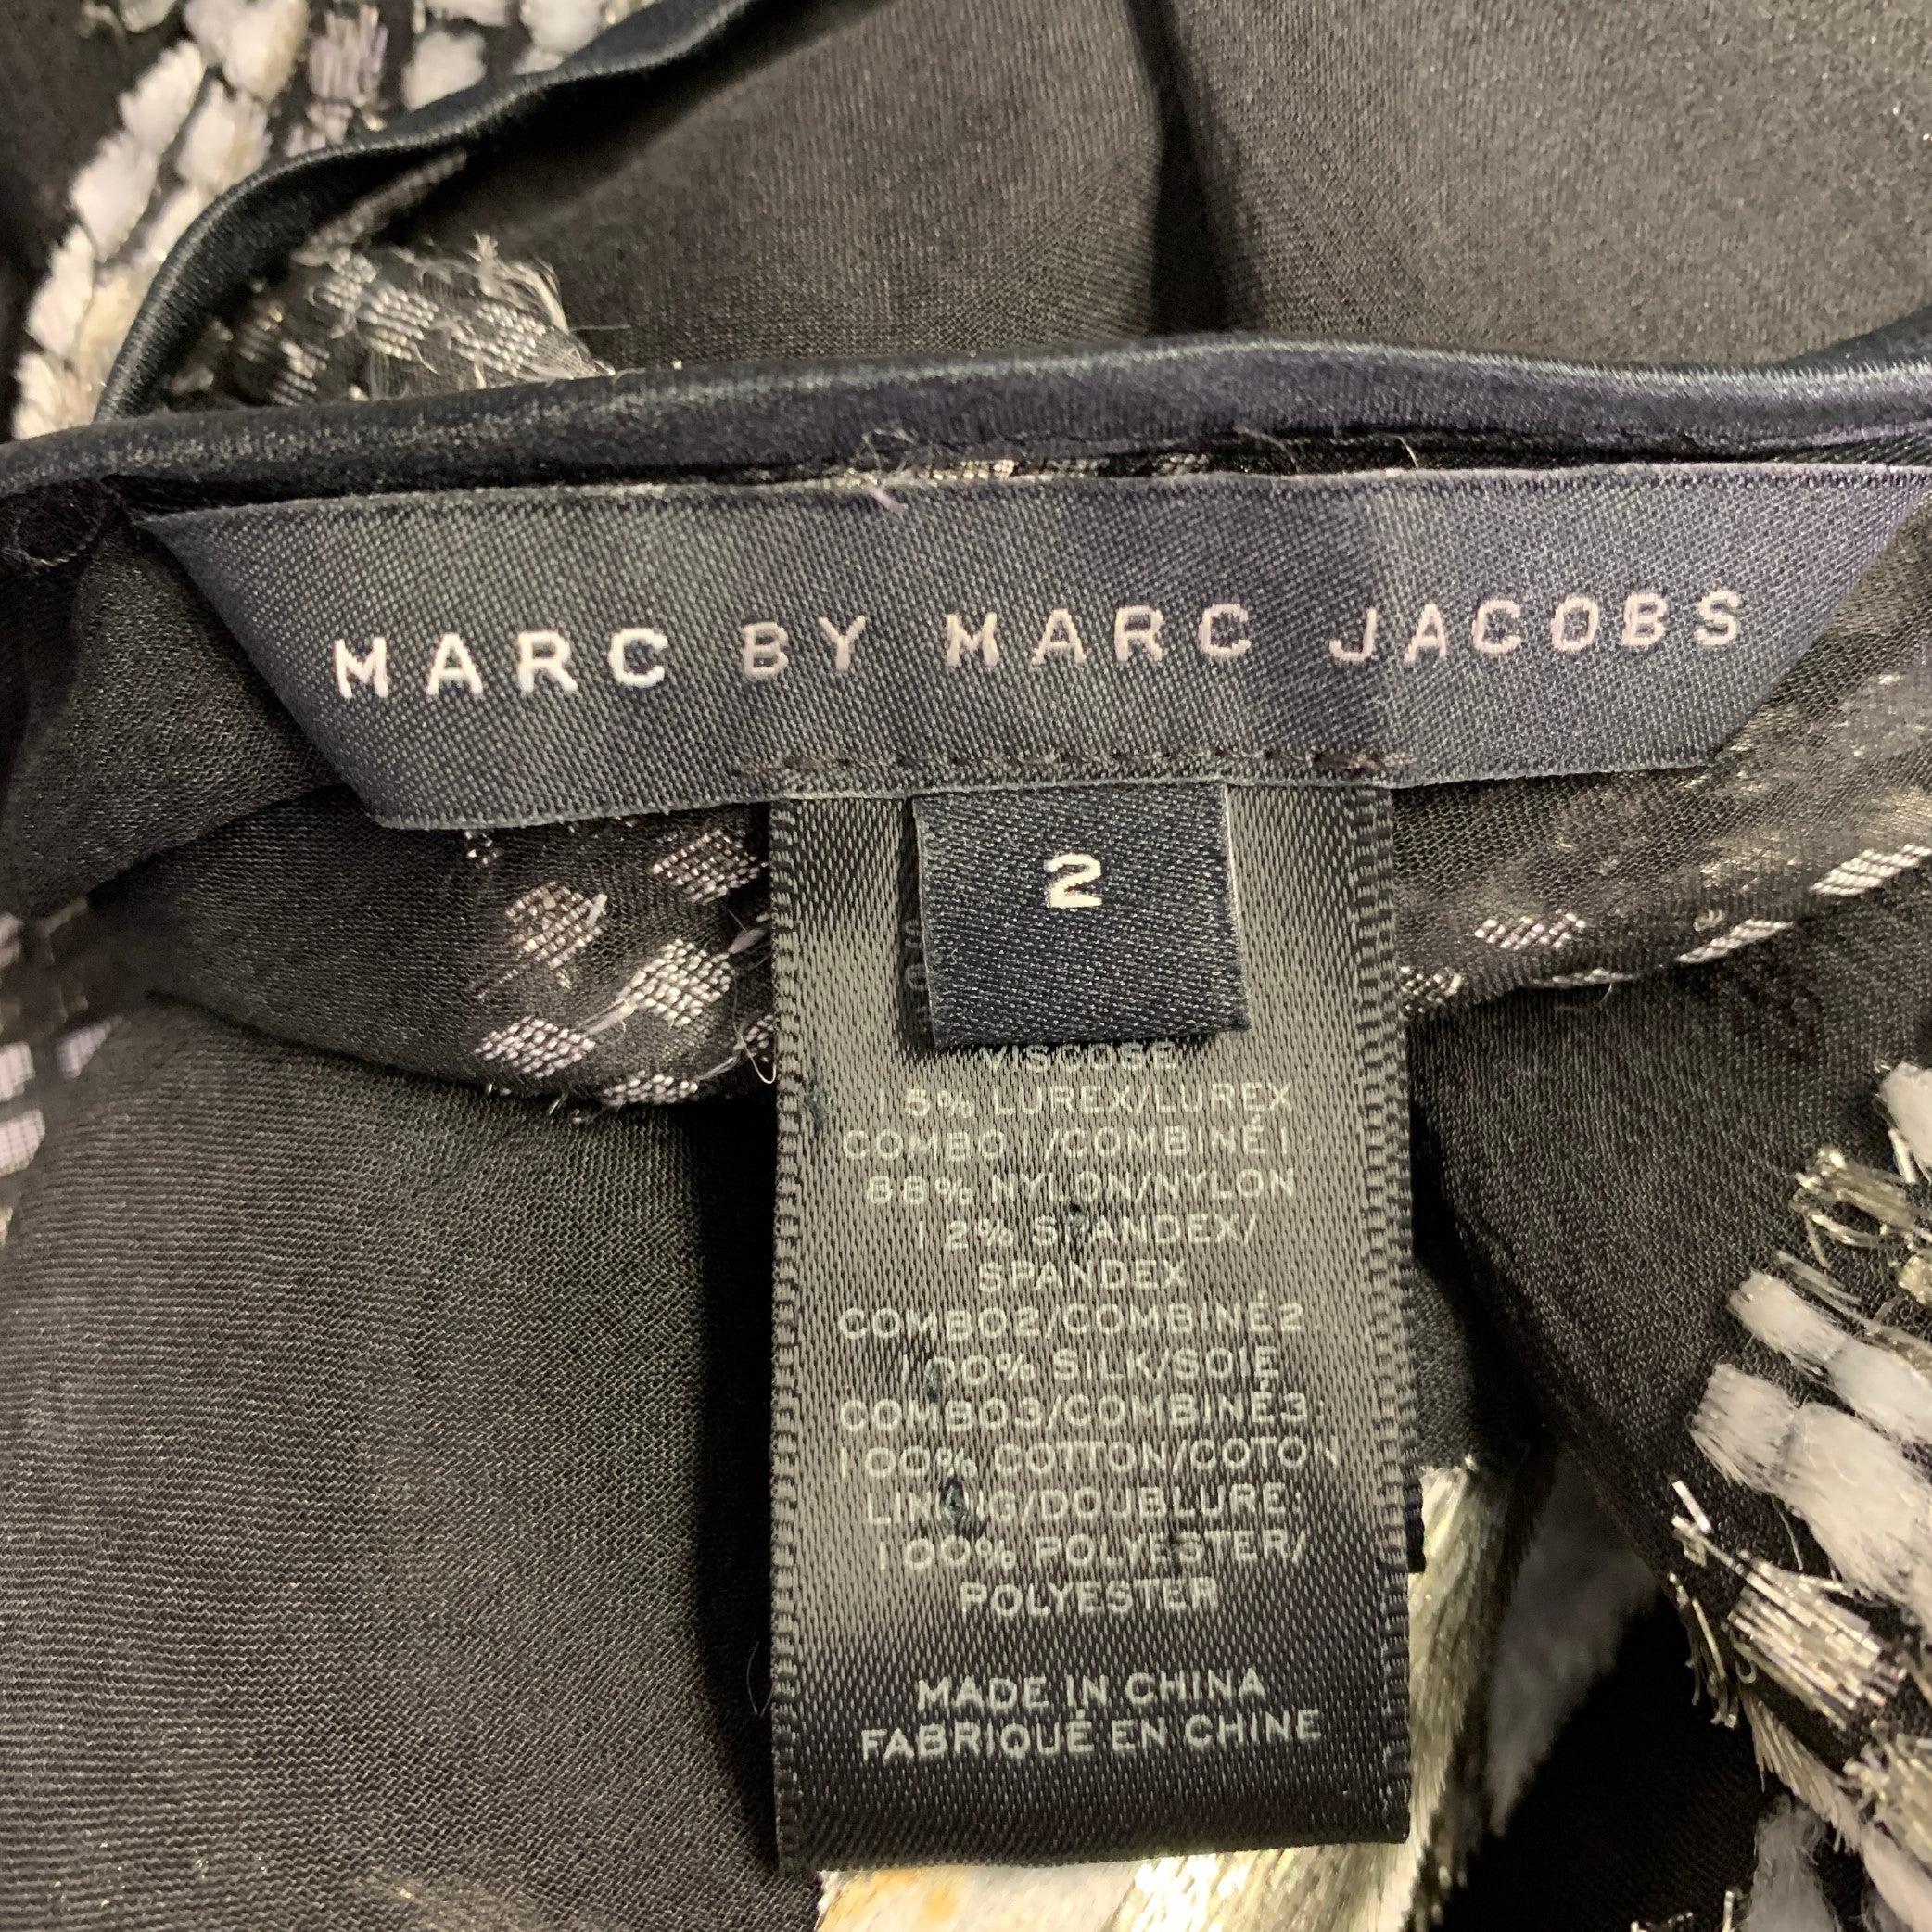 MARC BY MARC JACOBS
2
VISCOSE
15% LUREX/LUREX
COMBO1/COMBINÉ1:
88% NYLON/NYLON
12% SPANDEX/
SPANDEX
COMBO2/COMBINÉ2
100% SILK/SOIE
COMBO3/COMBINÉ3
100% COTTON/COTON
LINING/DOUBLURE:
100% POLYESTER/
POLYESTER
MADE IN CHINA
FABRIQUÉ EN CHINE